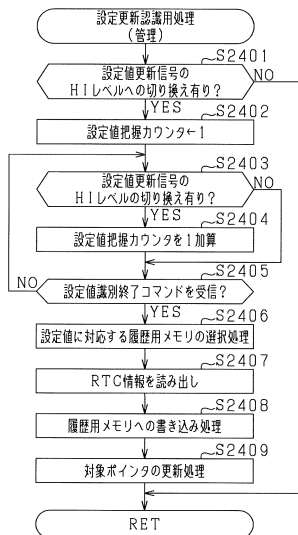 設定更新認識用処理
(管理)
S2401
設定値更新信号の
HIレベルへの切り換え有り?
NO
YES
S2402
設定値把握カウンタ←1
S2403
設定値更新信号の
HIレベルの切り換え有り?
NO
YES
S2404
設定値把握カウンタを1加算
S2405
NO
設定値識別終了コマンドを受信?
YES
S2406
設定値に対応する履歴用メモリの選択処理
S2407
RTC情報を読み出し
S2408
履歴用メモリへの書き込み処理
S2409
対象ポインタの更新処理
RET